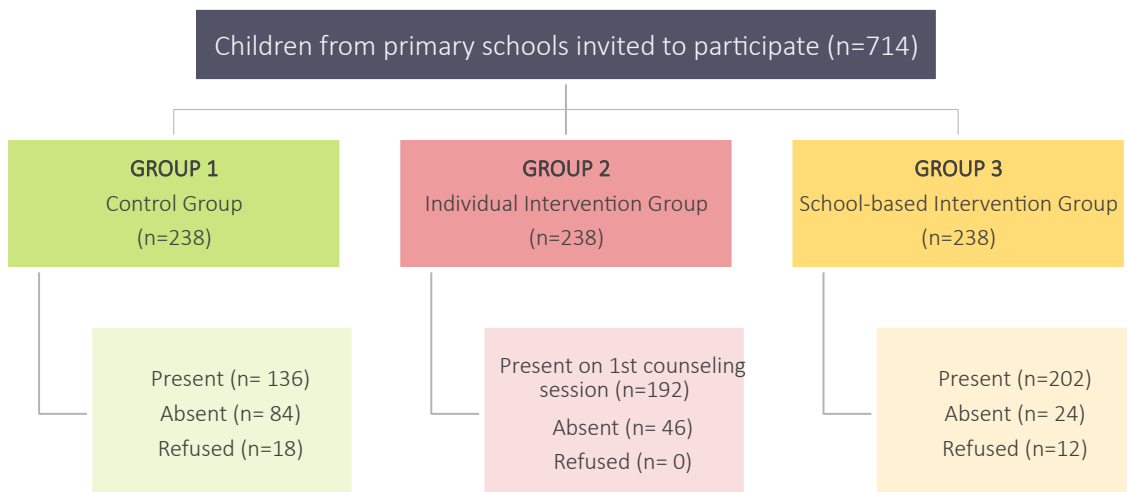 Children from primary schools invited to participate (n=714)
GROUP 1
Control Group
(n=238)
GROUP 2
Individual Intervention Group
(n=238)
GROUP 3
School-based Intervention Group
(n=238)
Present (n= 136)
Absent (n= 84)
Refused (n=18)
Present on 1st counseling
session (n=192)
Absent (n= 46)
Refused (n= 0)
Present (n=202)
Absent (n= 24)
Refused (n=12)